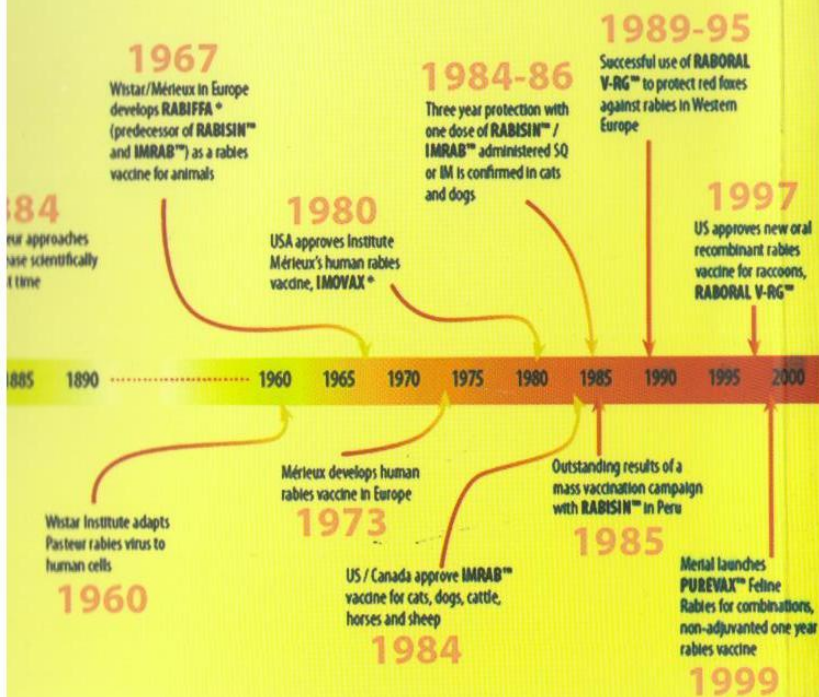 1967
Wistar/Mérieux in Europe
develops RABIFFA®
(predecessor of RABISIN™
and IMRAB™) as a rabies
vaccine for animals
1984-86
Three year protection with
one dose of RABISIN™ /
IMRAB™ administered SQ
or IM is confirmed in cats
and dogs
1989-95
Successful use of RABORAL
V-RG™ to protect red foxes
against rabies in Western
Europe
84
approaches
scientifically
time
1980
USA approves Institute
Mérieux's human rabies
vaccine, IMOVAX®
1997
US approves new oral
recombinant rabies
vaccine for raccoons,
RABORAL V-RG™
1885 1890 1960 1965 1970 1975 1980 1985 1990 1995 2000
Wistar Institute adapts
Pasteur rabies virus to
human cells
1960
Mérieux develops human
rabies vaccine in Europe
1973
US / Canada approve IMRAB™
vaccine for cats, dogs, cattle,
horses and sheep
1984
Outstanding results of a
mass vaccination campaign
with RABISIN™ in Peru
1985
Merial launches
PUREVAX™ Feline
Rabies for combinations,
non-adjuvanted one year
rabies vaccine
1999